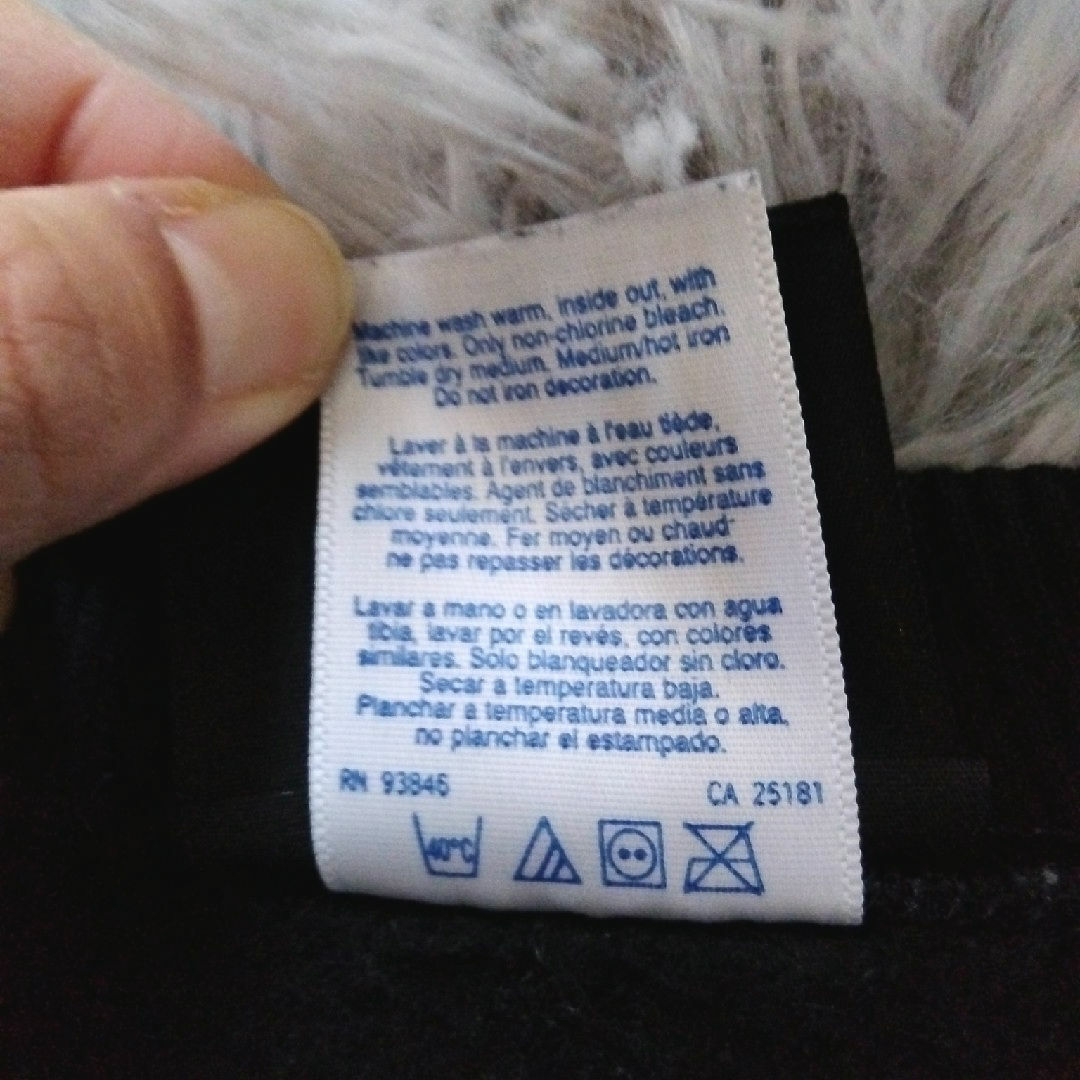 Machine wash warm, inside out, with
like colors. Only non-chlorine bleach.
Tumble dry medium. Medium/hot iron
Do not iron decoration.
Laver à la machine à l'eau tiède,
vêtement à l'envers, avec couleurs
semblables. Agent de blanchiment sans
chlore seulement. Sécher à température
moyenne. Fer moyen ou chaud-
ne pas repasser les décorations.
Lavar a mano o en lavadora con agua
tibia, lavar por el revés, con colores
similares. Solo blanqueador sin cloro.
Secar a temperatura baja.
Planchar a temperatura media o alta,
no planchar el estampado.
RN 93846 CA 25181
40°C